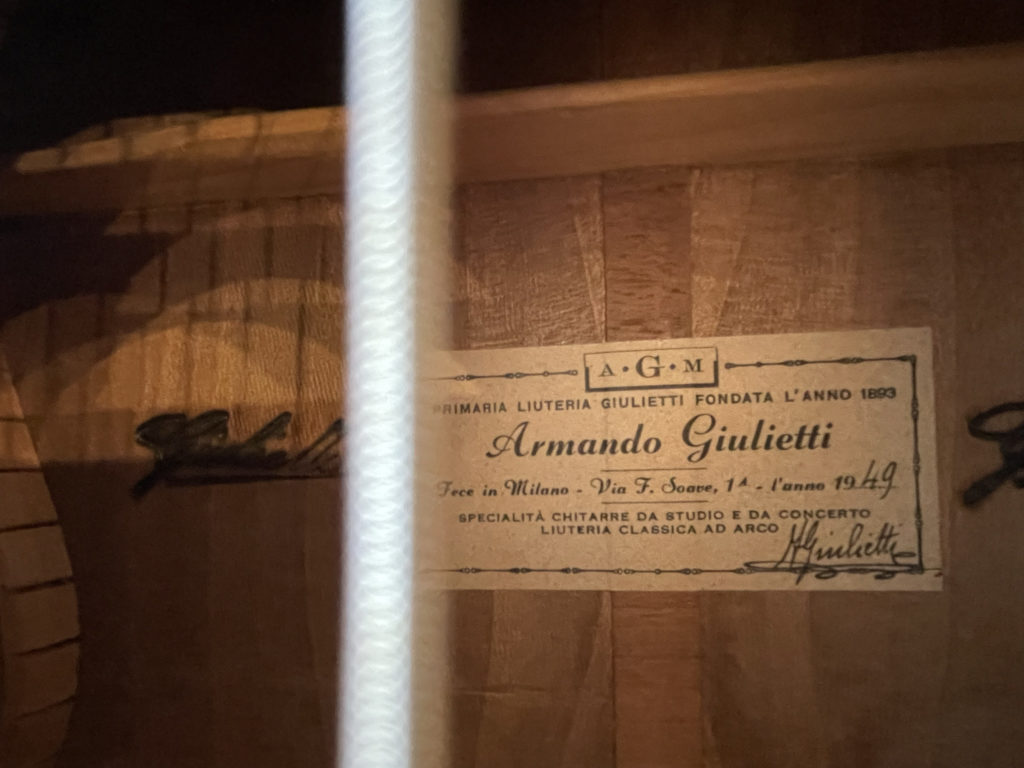 A·G·M
PRIMARIA LIUTERIA GIULIETTI FONDATA L'ANNO 1893
Armando Giulietti
Fece in Milano - Via F. Soave, 1ᴬ - l'anno 1949
SPECIALITÀ CHITARRE DA STUDIO E DA CONCERTO
LIUTERIA CLASSICA AD ARCO
AGiulietti